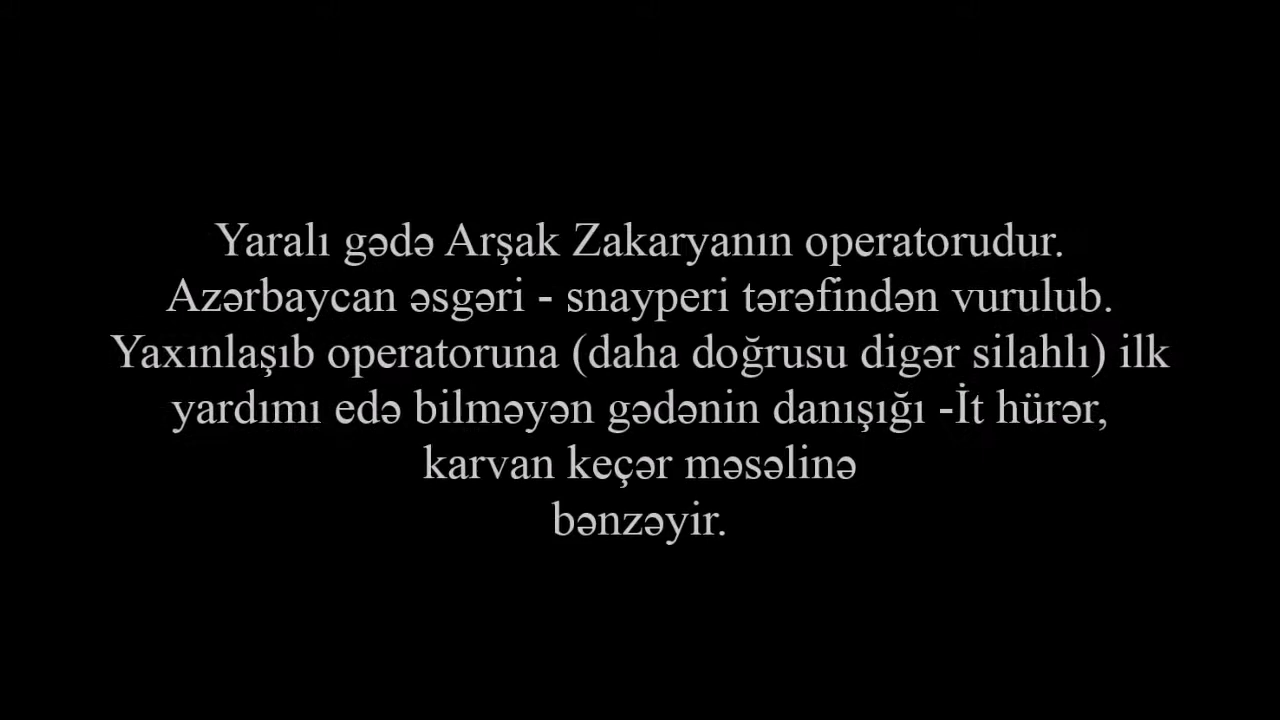 Yaralı gədə Arşak Zakaryanın operatorudur.
Azərbaycan əsgəri - snayperi tərəfindən vurulub.
Yaxınlaşıb operatoruna (daha doğrusu digər silahlı) ilk
yardımı edə bilməyən gədənin danışığı -İt hürər,
karvan keçər məsəlinə
bənzəyir.